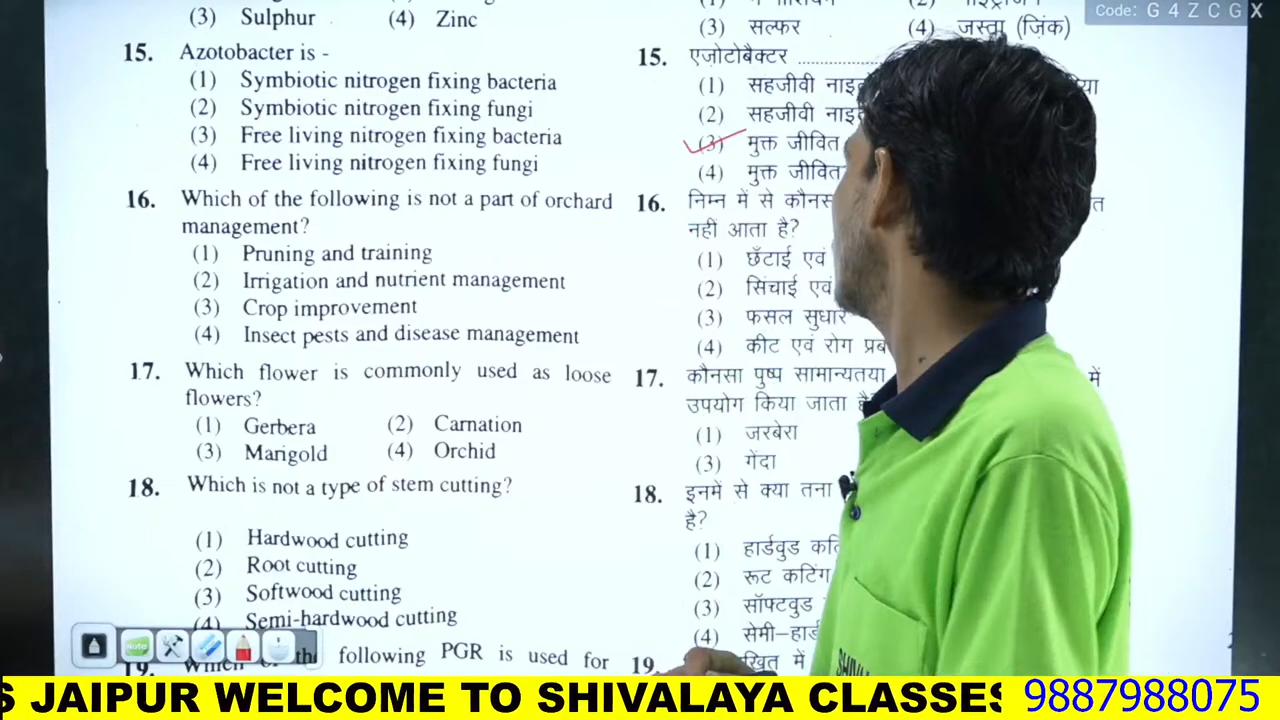 Code: G 4 Z C G X
(3) Sulphur (4) Zinc
15. Azotobacter is -
(1) Symbiotic nitrogen fixing bacteria
(2) Symbiotic nitrogen fixing fungi
(3) Free living nitrogen fixing bacteria
(4) Free living nitrogen fixing fungi
16. Which of the following is not a part of orchard
management?
(1) Pruning and training
(2) Irrigation and nutrient management
(3) Crop improvement
(4) Insect pests and disease management
17. Which flower is commonly used as loose
flowers?
(1) Gerbera (2) Carnation
(3) Marigold (4) Orchid
18. Which is not a type of stem cutting?
(1) Hardwood cutting
(2) Root cutting
(3) Softwood cutting
(4) Semi-hardwood cutting
19. Which the following PGR is used for
(3) सल्फर (4) जस्ता (ज़िंक)
15. एज़ोटोबैक्टर ................
(1) सहजीवी
(2) सहजीवी
(3) मुक्त जीवित
(4) मुक्त जीवित
16. निम्न में से
नहीं आता है?
(1) छँटाई एवं
(2) सिंचाई एवं
(3) फसल सुधार
(4) कीट एवं रोग
17. कौनसा पुष्प सामान्यतया में
उपयोग किया जाता
(1) जरबेरा
(3) गेंदा
18. इनमें से क्या तना
है?
(1) हार्डवुड
(2) रूट कटिंग
(3) सॉफ्टवुड
(4)
19. में
Note
SHIV
S JAIPUR WELCOME TO SHIVALAYA CLASSES 9887988075